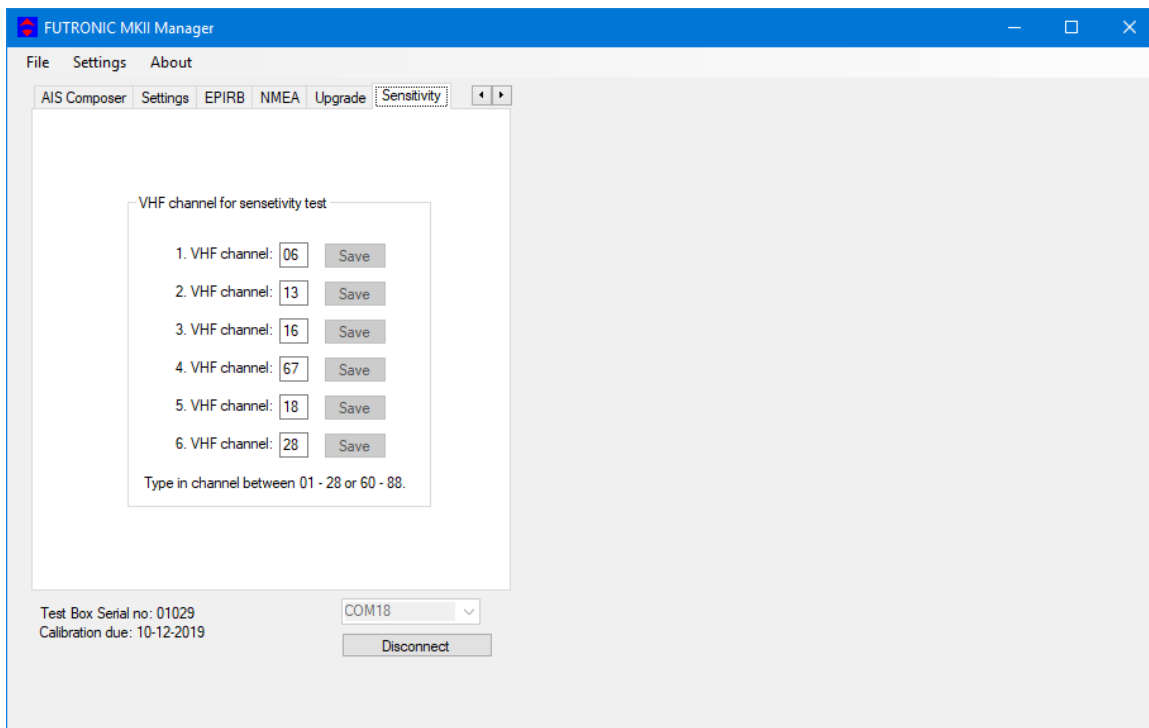 FUTRONIC MKII Manager
File Settings About
AIS Composer Settings EPIRB NMEA Upgrade Sensitivity
VHF channel for sensetivity test
1. VHF channel: 06 Save
2. VHF channel: 13 Save
3. VHF channel: 16 Save
4. VHF channel: 67 Save
5. VHF channel: 18 Save
6. VHF channel: 28 Save
Type in channel between 01 - 28 or 60 - 88.
Test Box Serial no: 01029 COM18
Calibration due: 10-12-2019
Disconnect